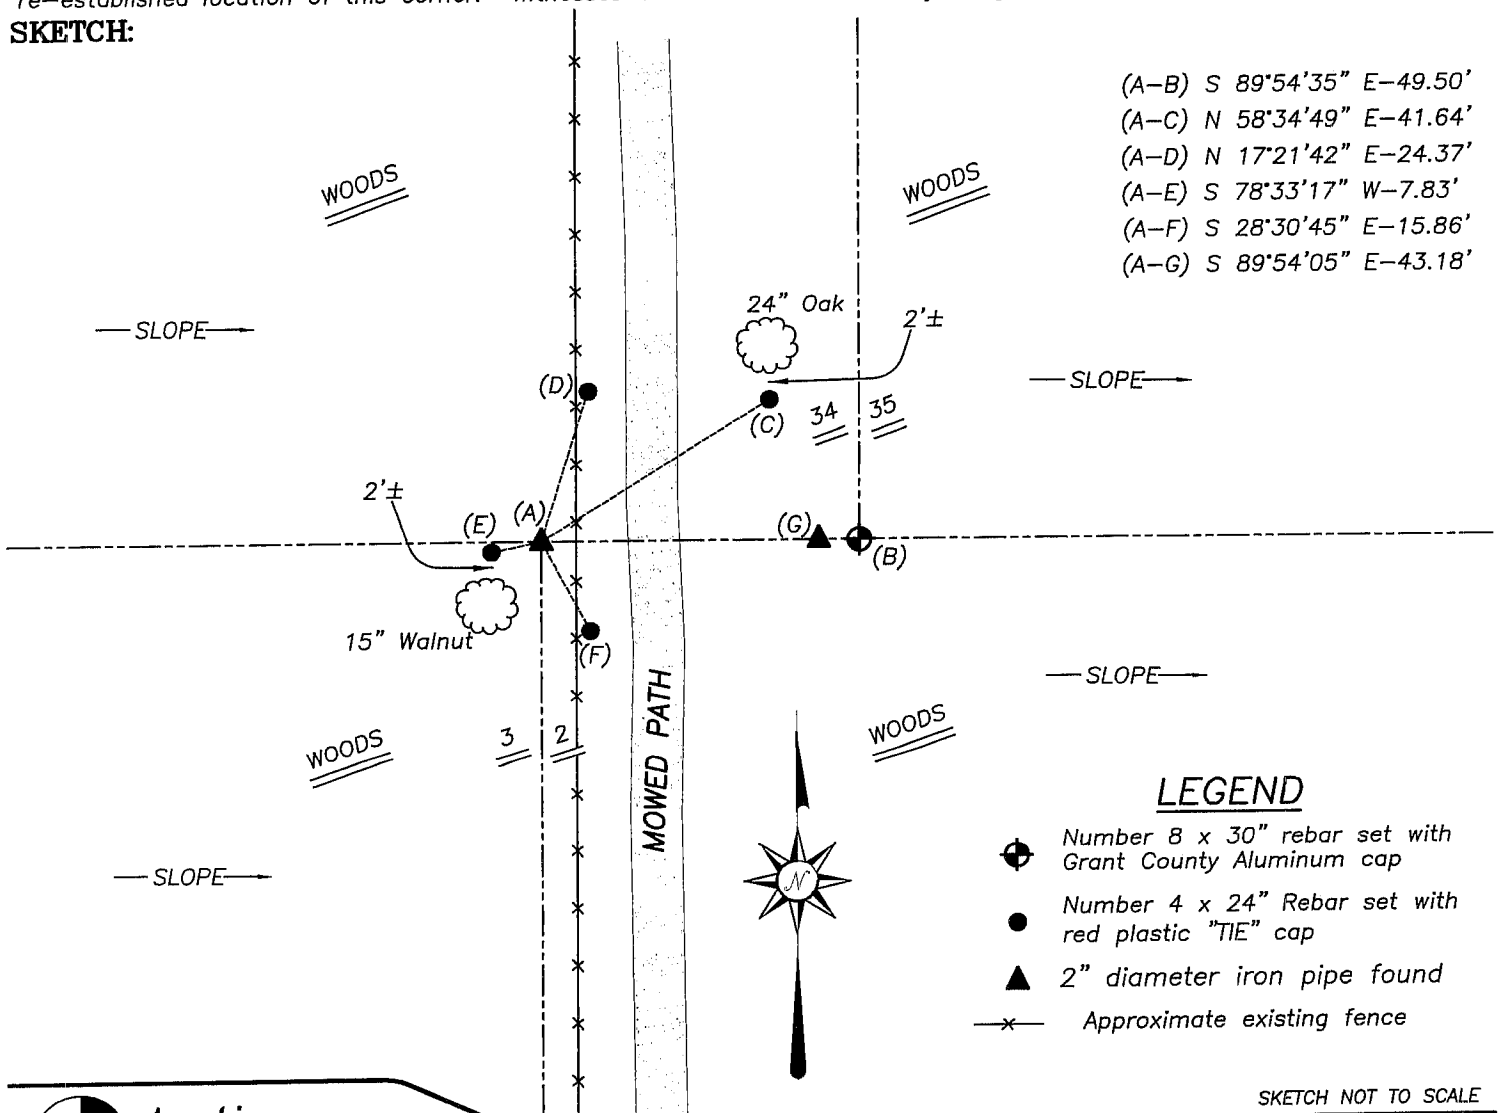 SKETCH:
(A-B) S 89°54'35" E-49.50'
(A-C) N 58°34'49" E-41.64'
(A-D) N 17°21'42" E-24.37'
(A-E) S 78°33'17" W-7.83'
(A-F) S 28°30'45" E-15.86'
(A-G) S 89°54'05" E-43.18'
WOODS
WOODS
24" Oak
2'±
SLOPE
SLOPE
(D)
(C)
34
35
2'±
(E)
(A)
(G)
(B)
15" Walnut
(F)
SLOPE
MOWED PATH
3
2
WOODS
WOODS
SLOPE
N
LEGEND
Number 8 x 30" rebar set with
Grant County Aluminum cap
Number 4 x 24" Rebar set with
red plastic "TIE" cap
2" diameter iron pipe found
Approximate existing fence
SKETCH NOT TO SCALE